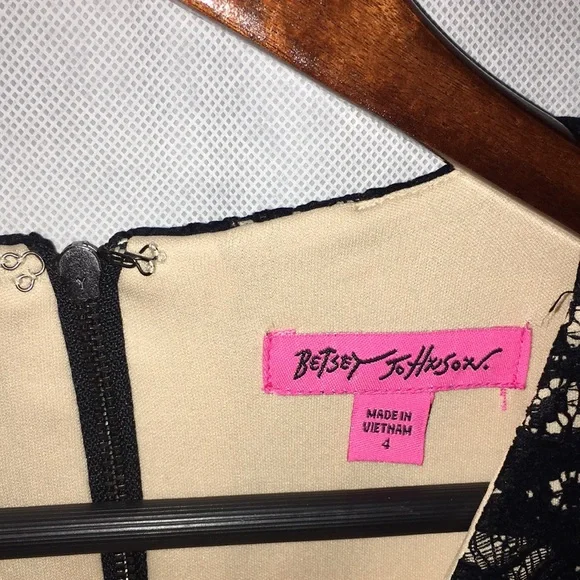 BETSEY JOHNSON.
MADE IN
VIETNAM
4